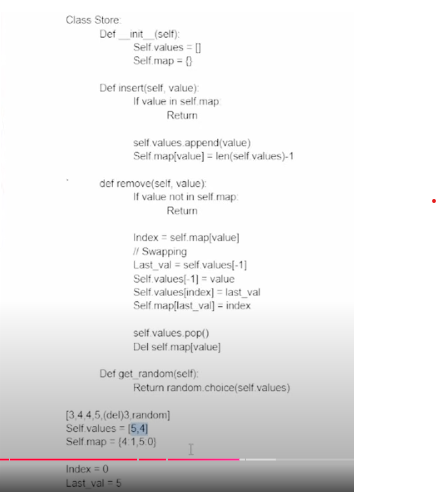 Class Store:
Def __init__(self):
Self.values = []
Self.map = {}
Def insert(self, value):
If value in self.map:
Return
self.values.append(value)
Self.map[value] = len(self.values)-1
def remove(self, value):
If value not in self.map:
Return
Index = self.map[value]
// Swapping
Last_val = self.values[-1]
Self.values[-1] = value
Self.values[index] = last_val
Self.map[last_val] = index
self.values.pop()
Del self.map[value]
Def get_random(self):
Return random.choice(self.values)
[3,4,4,5,(del)3,random]
Self.values = [5,4]
Self.map = {4:1,5:0}
Index = 0
Last_val = 5